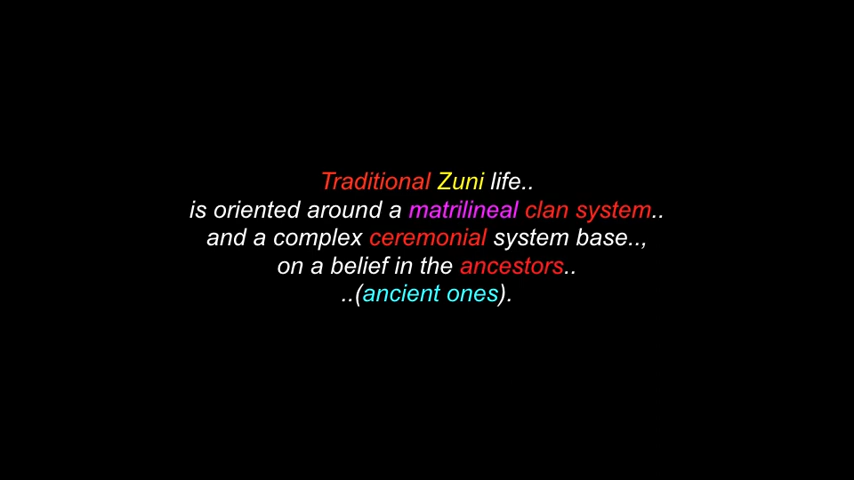 Traditional Zuni life..
is oriented around a matrilineal clan system..
and a complex ceremonial system base..,
on a belief in the ancestors..
..(ancient ones).